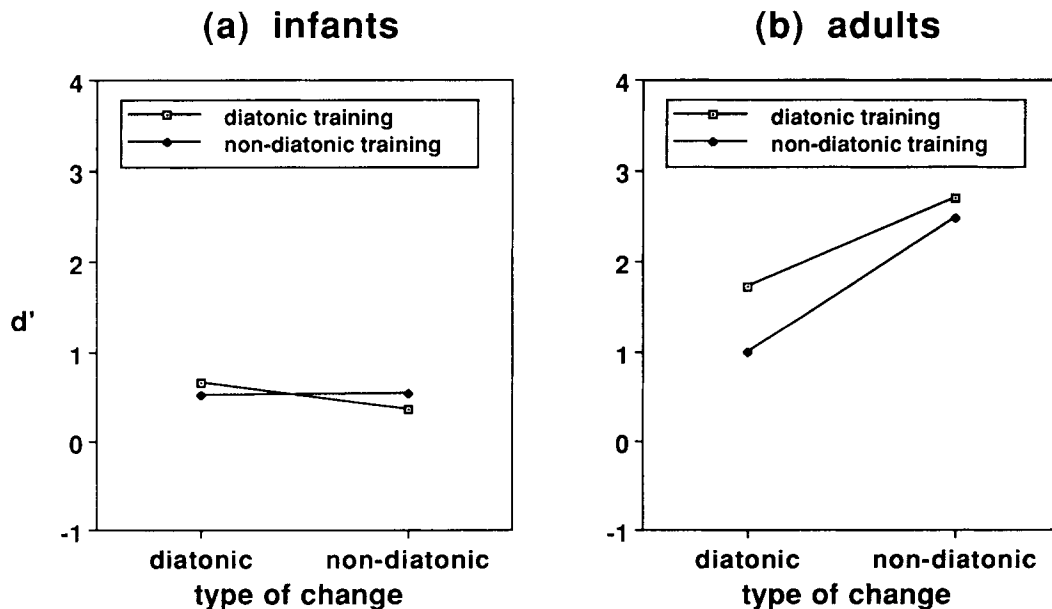 (a) infants
4
3
2
1
0
-1
d'
diatonic training
non-diatonic training
diatonic non-diatonic
type of change
(b) adults
4
3
2
1
0
-1
diatonic training
non-diatonic training
diatonic non-diatonic
type of change